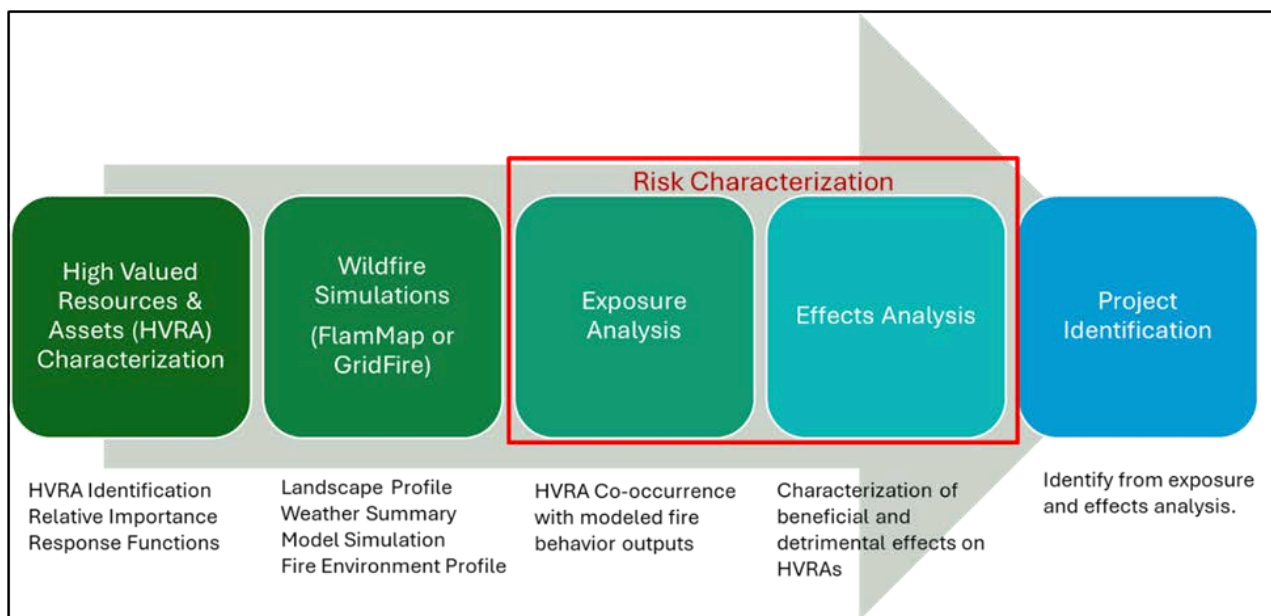 Risk Characterization
High Valued
Resources &
Assets (HVRA)
Characterization
Wildfire
Simulations
(FlamMap or
GridFire)
Exposure
Analysis
Effects Analysis
Project
Identification
HVRA Identification
Relative Importance
Response Functions
Landscape Profile
Weather Summary
Model Simulation
Fire Environment Profile
HVRA Co-occurrence
with modeled fire
behavior outputs
Characterization of
beneficial and
detrimental effects on
HVRAs
Identify from exposure
and effects analysis.